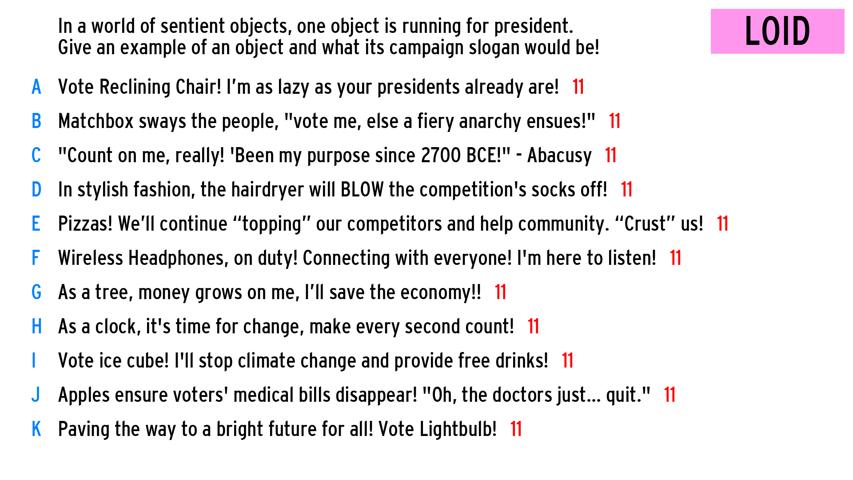 In a world of sentient objects, one object is running for president.
Give an example of an object and what its campaign slogan would be!
LOID
A Vote Reclining Chair! I'm as lazy as your presidents already are! 11
B Matchbox sways the people, "vote me, else a fiery anarchy ensues!" 11
C "Count on me, really! 'Been my purpose since 2700 BCE!" - Abacusy 11
D In stylish fashion, the hairdryer will BLOW the competition's socks off! 11
E Pizzas! We’ll continue “topping” our competitors and help community. “Crust” us! 11
F Wireless Headphones, on duty! Connecting with everyone! I'm here to listen! 11
G As a tree, money grows on me, I’ll save the economy!! 11
H As a clock, it's time for change, make every second count! 11
I Vote ice cube! I'll stop climate change and provide free drinks! 11
J Apples ensure voters' medical bills disappear! "Oh, the doctors just... quit." 11
K Paving the way to a bright future for all! Vote Lightbulb! 11